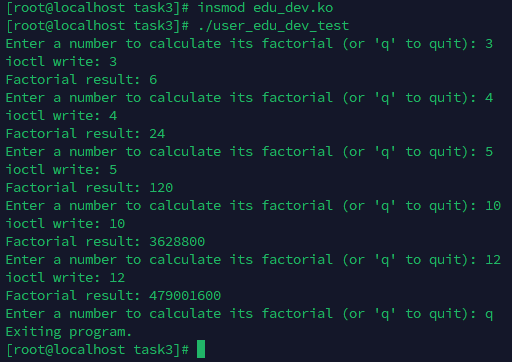 [root@localhost task3]# insmod edu_dev.ko
[root@localhost task3]# ./user_edu_dev_test
Enter a number to calculate its factorial (or 'q' to quit): 3
ioctl write: 3
Factorial result: 6
Enter a number to calculate its factorial (or 'q' to quit): 4
ioctl write: 4
Factorial result: 24
Enter a number to calculate its factorial (or 'q' to quit): 5
ioctl write: 5
Factorial result: 120
Enter a number to calculate its factorial (or 'q' to quit): 10
ioctl write: 10
Factorial result: 3628800
Enter a number to calculate its factorial (or 'q' to quit): 12
ioctl write: 12
Factorial result: 479001600
Enter a number to calculate its factorial (or 'q' to quit): q
Exiting program.
[root@localhost task3]#